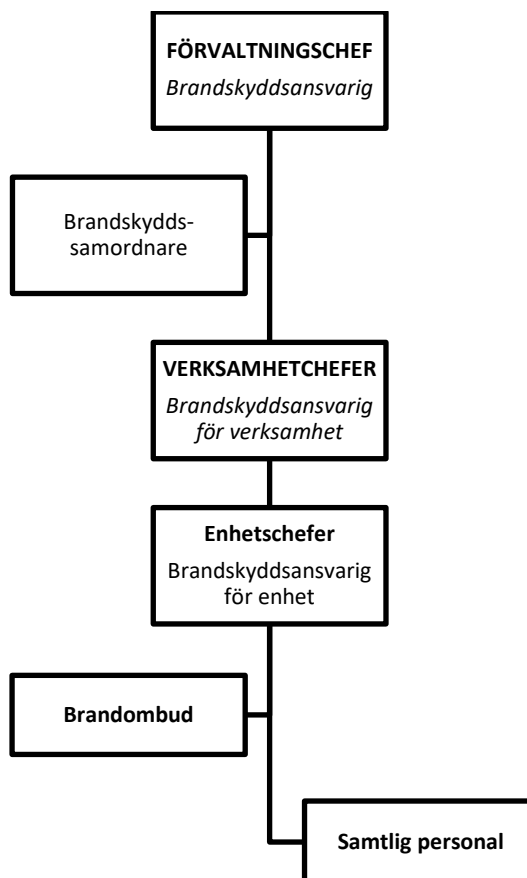 FÖRVALTNINGSCHEF
Brandskyddsansvarig
Brandskydds-
samordnare
VERKSAMHETCHEFER
Brandskyddsansvarig
för verksamhet
Enhetschefer
Brandskyddsansvarig
för enhet
Brandombud
Samtlig personal